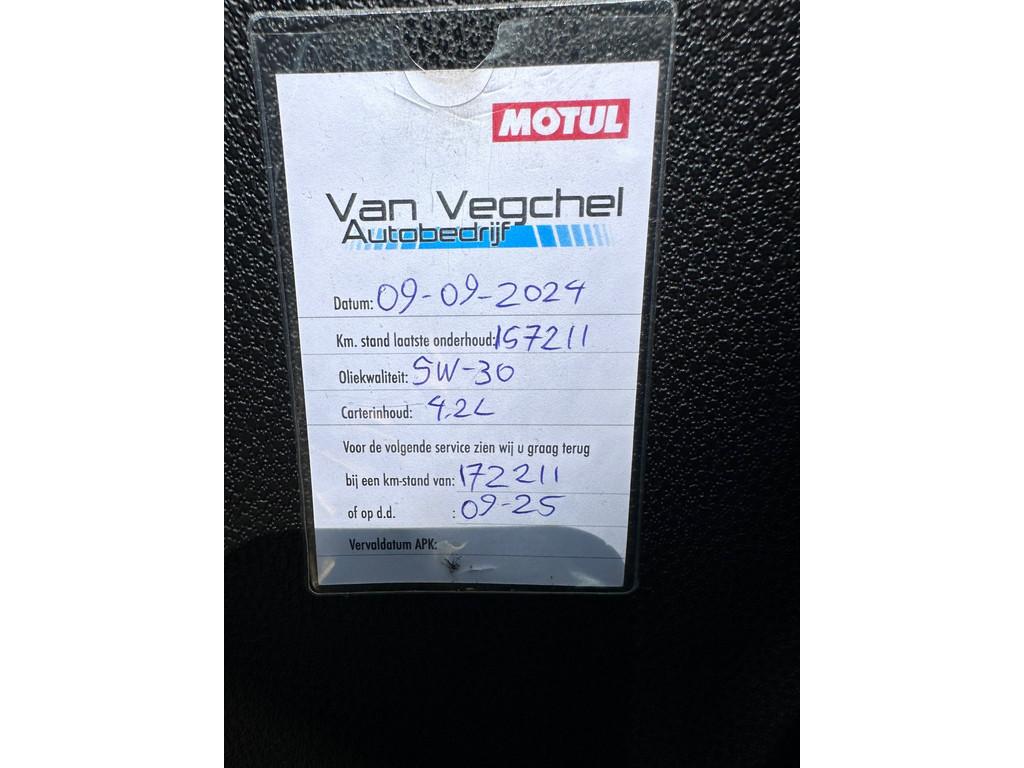 MOTUL
Van Vegchel
Autobedrijf
Datum: 09-09-2024
Km. stand laatste onderhoud: 157211
Oliekwaliteit: 5W-30
Carterinhoud: 4.2L
Voor de volgende service zien wij u graag terug
bij een km-stand van: 172211
of op d.d. : 09-25
Vervaldatum APK: